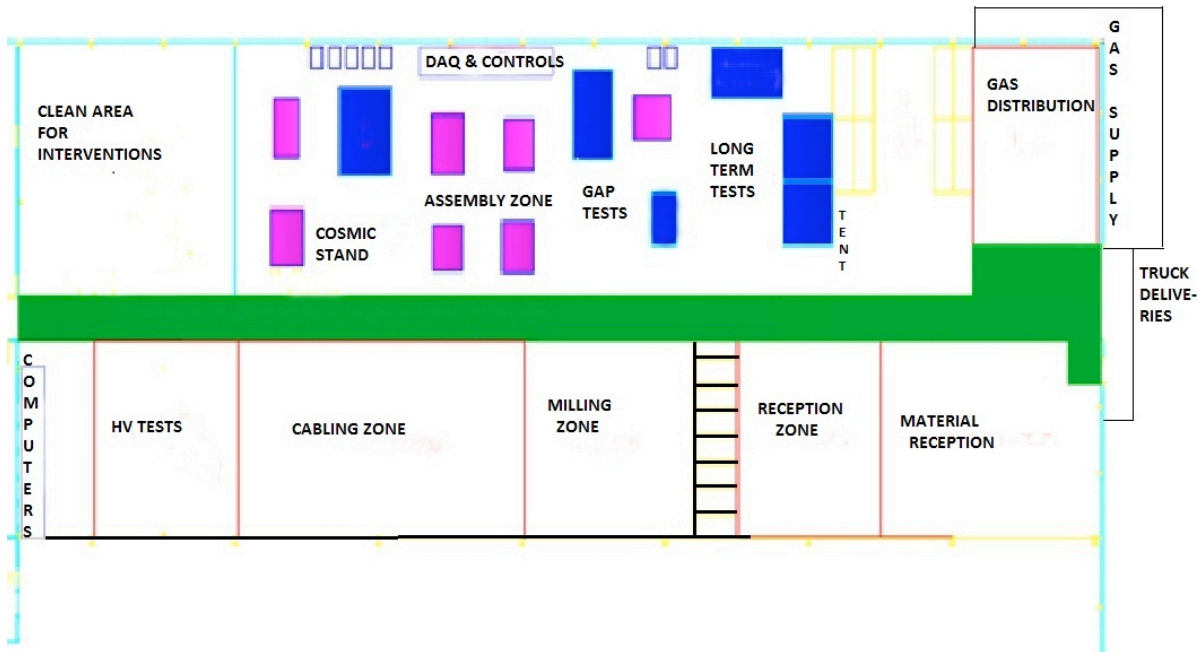 DAQ & CONTROLS
CLEAN AREA
FOR
INTERVENTIONS
COSMIC
STAND
ASSEMBLY ZONE
GAP
TESTS
LONG
TERM
TESTS
TENT
GAS
DISTRIBUTION
GAS SUPPLY
TRUCK
DELIVE-
RIES
COMPUTERS
HV TESTS
CABLING ZONE
MILLING
ZONE
RECEPTION
ZONE
MATERIAL
RECEPTION